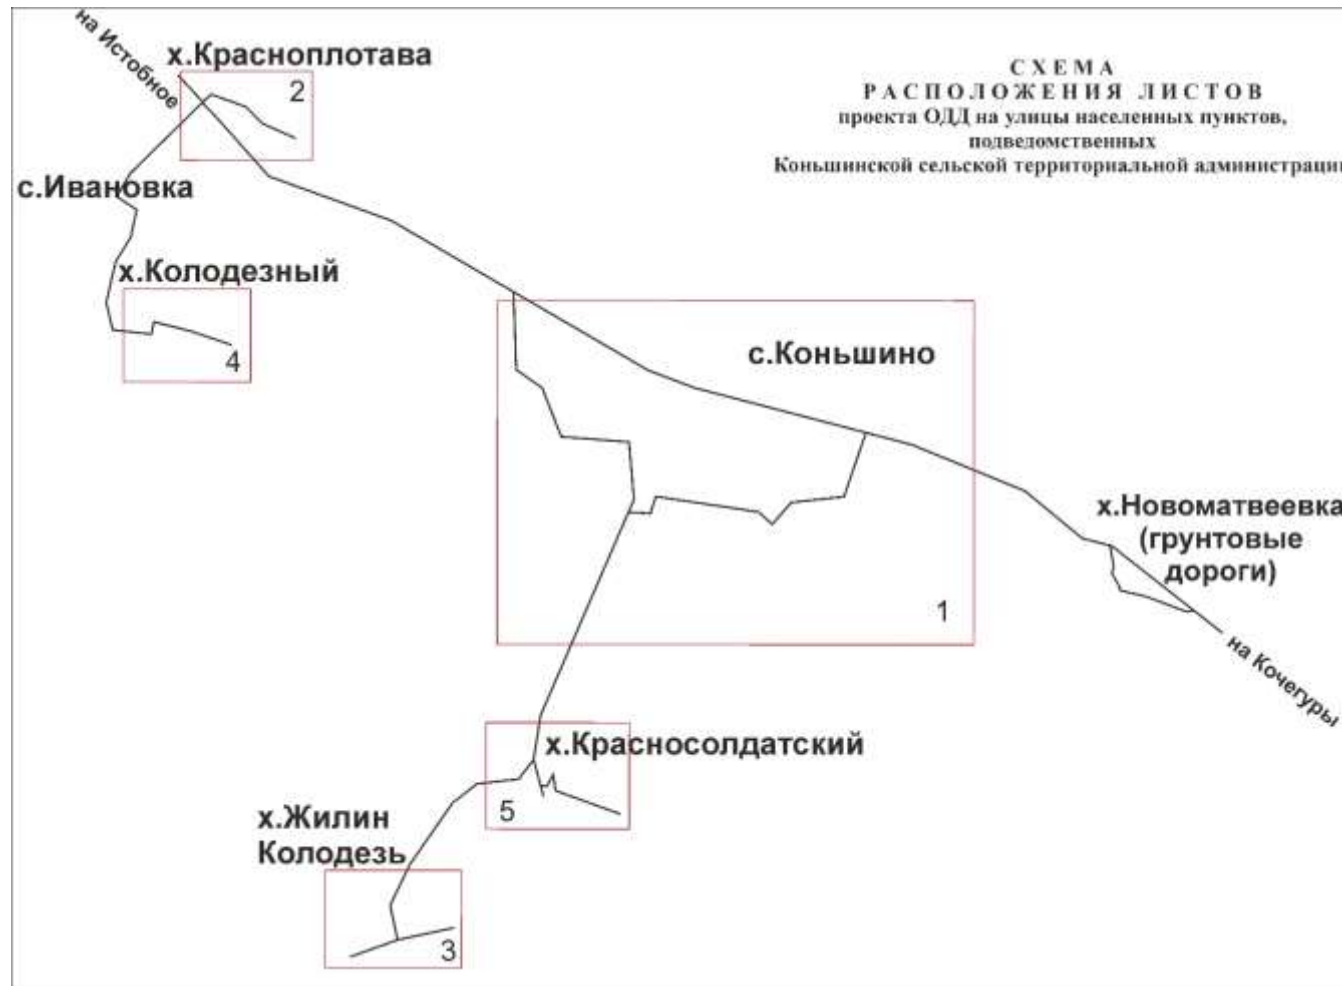 на Истобное
х.Красноплотава
2
СХЕМА
РАСПОЛОЖЕНИЯ ЛИСТОВ
проекта ОДД на улицы населенных пунктов,
подведомственных
Коньшинской сельской территориальной администраци
с.Ивановка
х.Колодезный
4
с.Коньшино
1
х.Новоматвеевка
(грунтовые
дороги)
на Кочегуры
х.Красносолдатский
5
х.Жилин
Колодезь
3